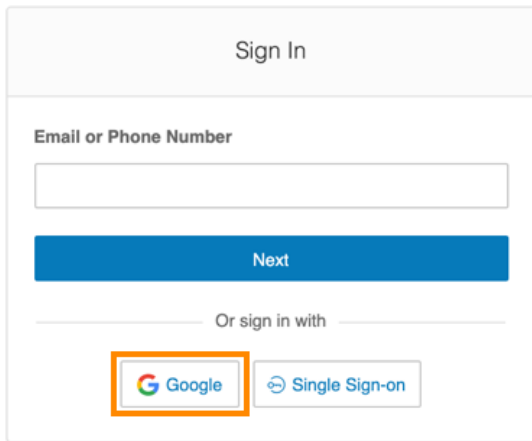 Sign In
Email or Phone Number
Next
Or sign in with
Google Single Sign-on